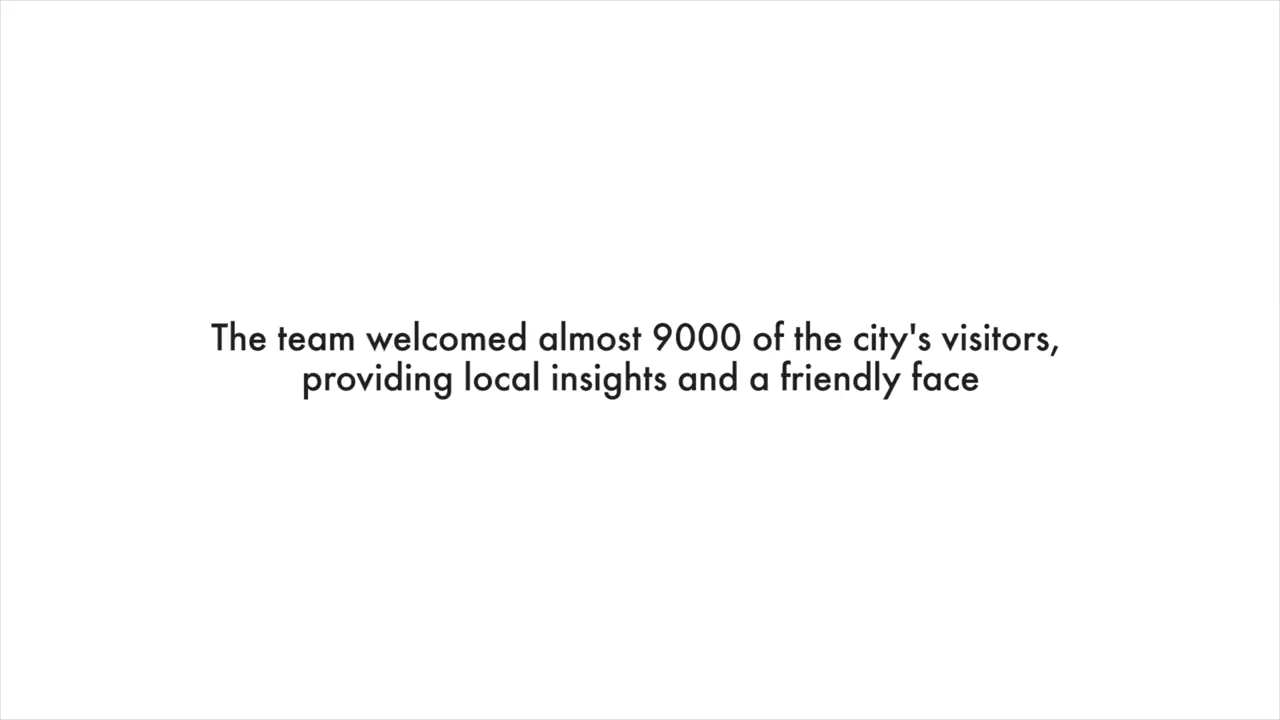 The team welcomed almost 9000 of the city's visitors,
providing local insights and a friendly face